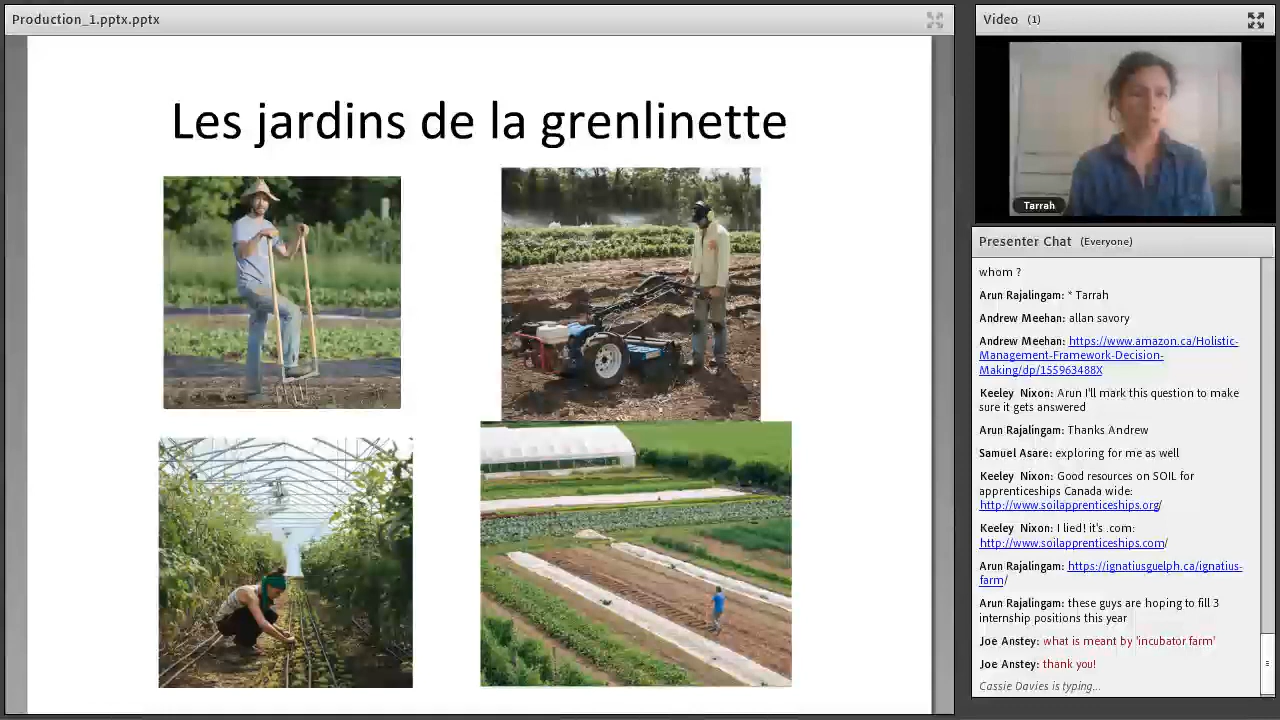 Production_1.pptx.pptx
Les jardins de la grenlinette
Video (1)
Tarrah
Presenter Chat (Everyone)
whom ?
Arun Rajalingam: * Tarrah
Andrew Meehan: allan savory
Andrew Meehan: https://www.amazon.ca/Holistic-
Management-Framework-Decision-
Making/dp/155963488X
Keeley Nixon: Arun I'll mark this question to make
sure it gets answered
Arun Rajalingam: Thanks Andrew
Samuel Asare: exploring for me as well
Keeley Nixon: Good resources on SOIL for
apprenticeships Canada wide:
http://www.soilapprenticeships.org/
Keeley Nixon: I lied! it's .com:
http://www.soilapprenticeships.com/
Arun Rajalingam: https://ignatiusguelph.ca/ignatius-
farm/
Arun Rajalingam: these guys are hoping to fill 3
internship positions this year
Joe Anstey: what is meant by 'incubator farm'
Joe Anstey: thank you!
Cassie Davies is typing...